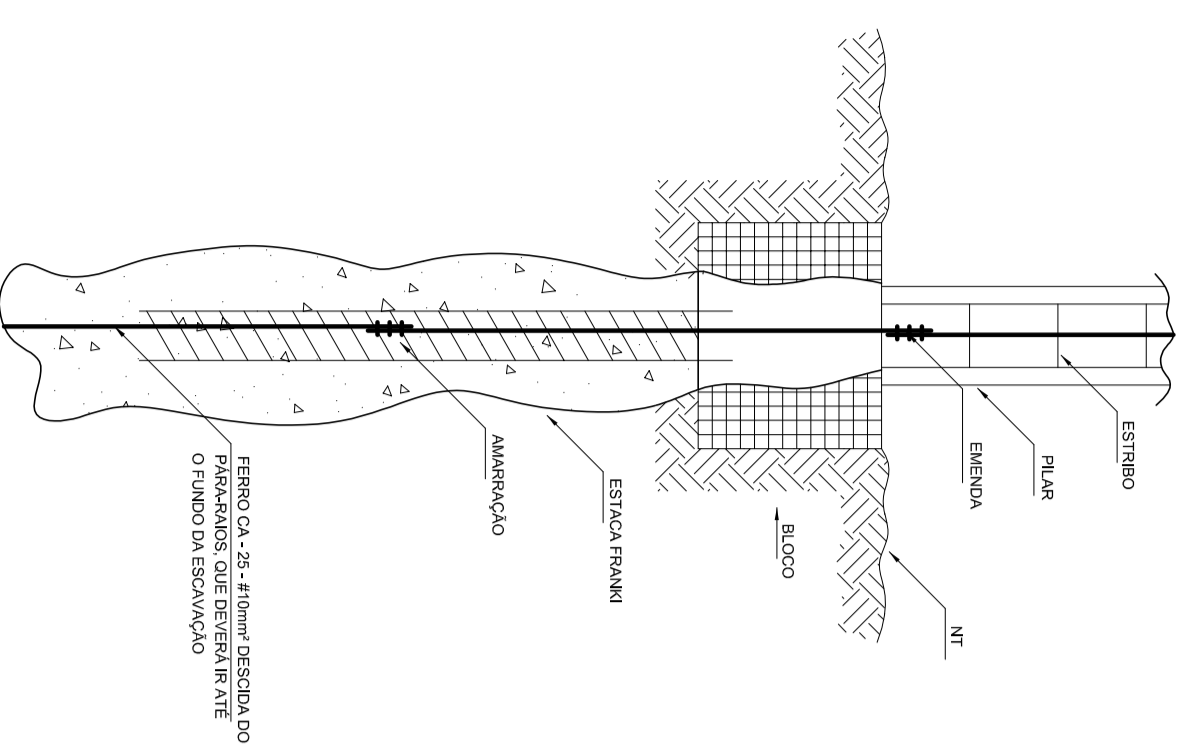 ESTRIBO
PILAR
EMENDA
NT
BLOCO
ESTACA FRANKI
AMARRAÇÃO
FERRO CA - 25 - #10mm² DESCIDA DO
PÁRA-RAIOS, QUE DEVERÁ IR ATÉ
O FUNDO DA ESCAVAÇÃO